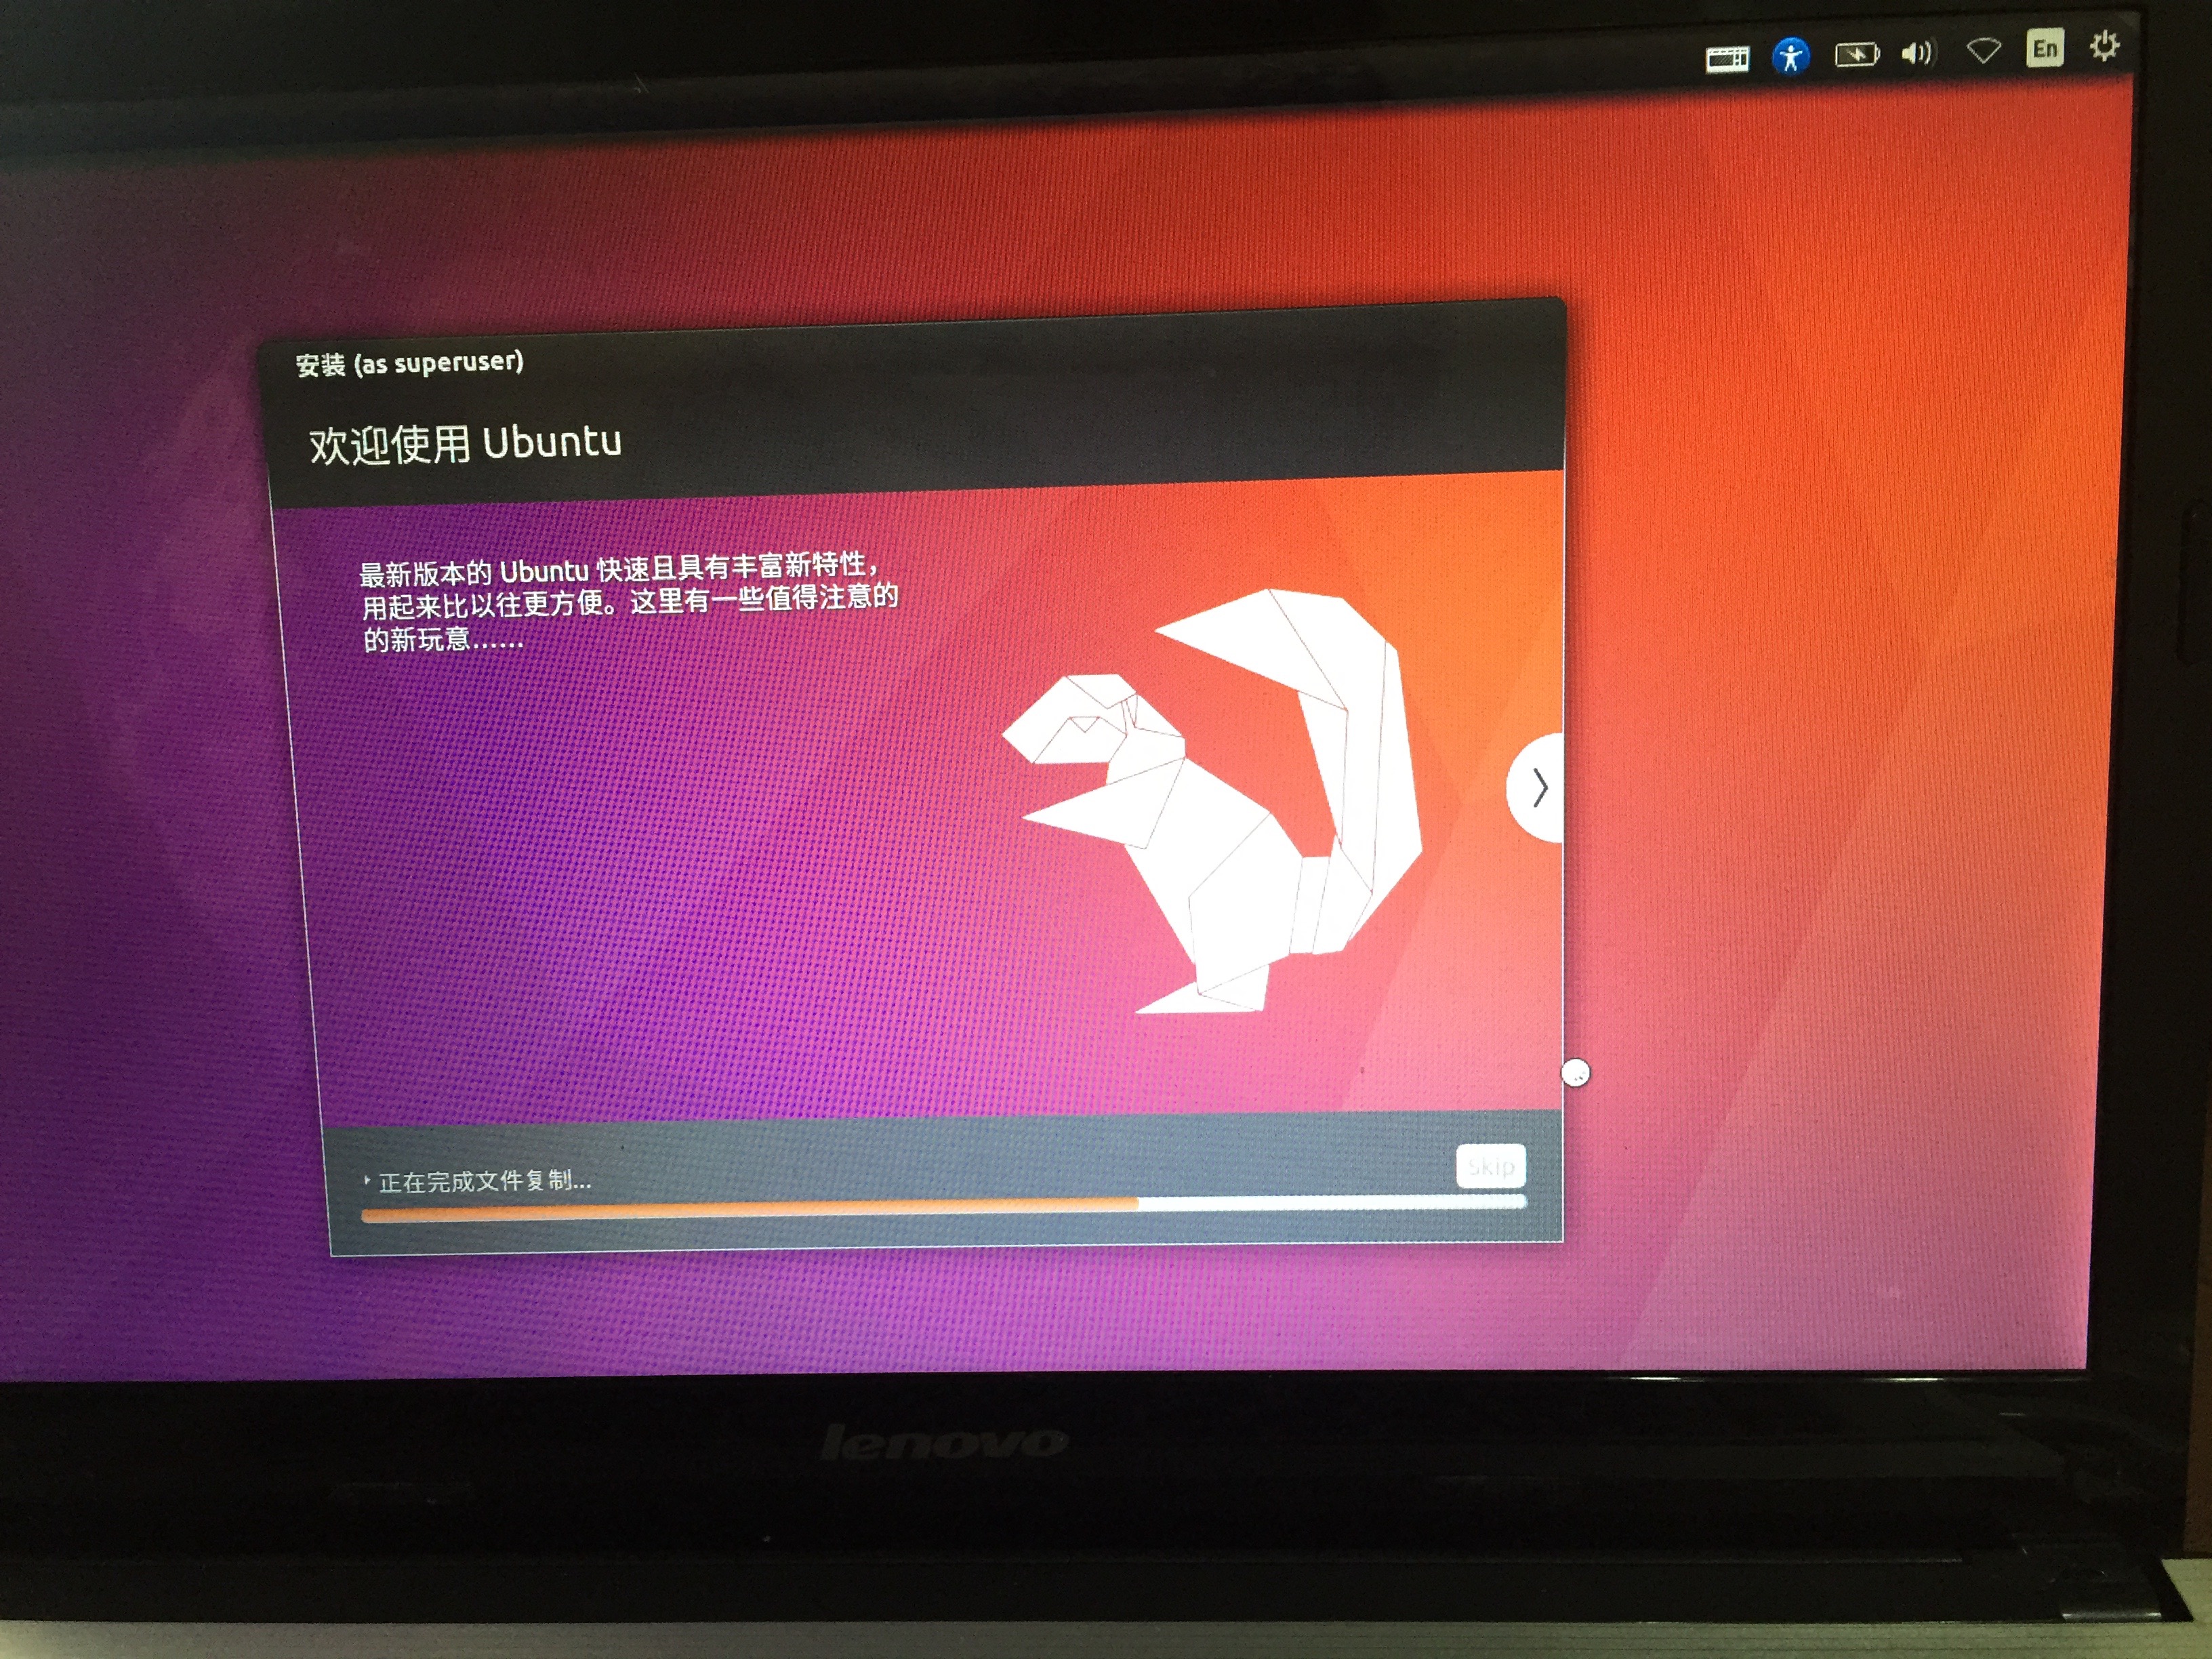 En
安装 (as superuser)
欢迎使用 Ubuntu
最新版本的 Ubuntu 快速且具有丰富新特性，
用起来比以往更方便。这里有一些值得注意的
的新玩意……
Skip
正在完成文件复制...
lenovo